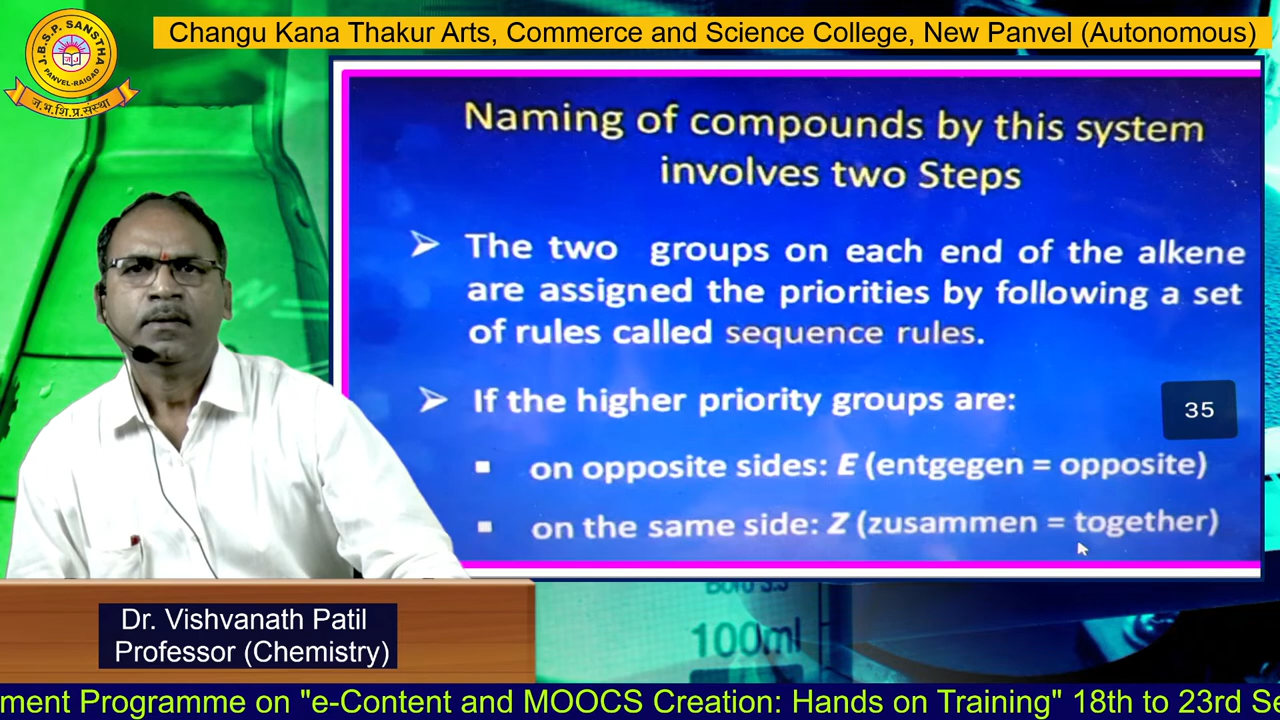 Changu Kana Thakur Arts, Commerce and Science College, New Panvel (Autonomous)
J.B.S.P. SANSTHA
PANVEL-RAIGAD
ज.भ.शि.प्र.संस्था
Naming of compounds by this system
involves two Steps
➢ The two groups on each end of the alkene
are assigned the priorities by following a set
of rules called sequence rules.
➢ If the higher priority groups are:
35
▪ on opposite sides: E (entgegen = opposite)
▪ on the same side: Z (zusammen = together)
100ml
Dr. Vishvanath Patil
Professor (Chemistry)
ment Programme on "e-Content and MOOCS Creation: Hands on Training" 18th to 23rd Se